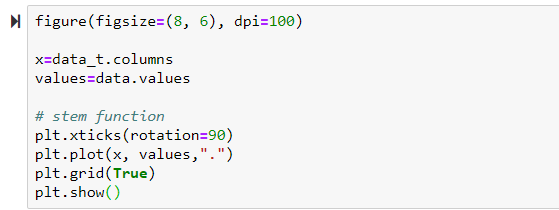 figure(figsize=(8, 6), dpi=100)
x=data_t.columns
values=data.values
# stem function
plt.xticks(rotation=90)
plt.plot(x, values,".")
plt.grid(True)
plt.show()